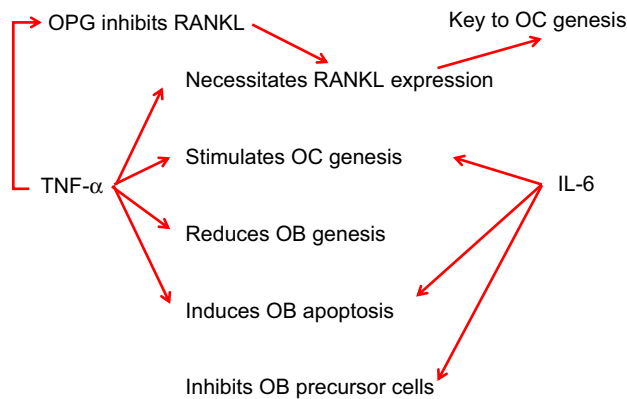 OPG inhibits RANKL
Key to OC genesis
Necessitates RANKL expression
Stimulates OC genesis
TNF-α
IL-6
Reduces OB genesis
Induces OB apoptosis
Inhibits OB precursor cells